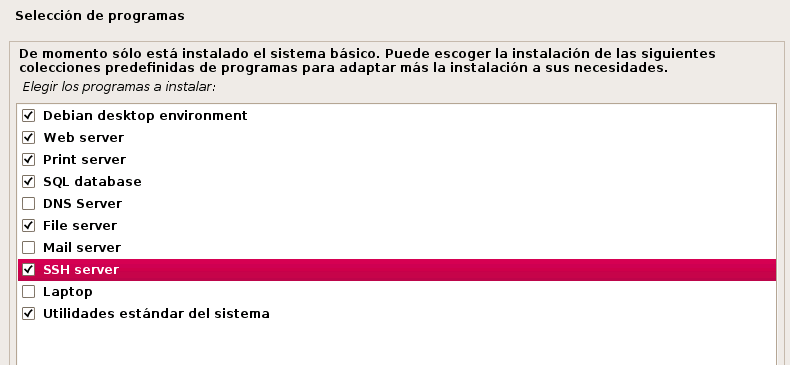 Selección de programas
De momento sólo está instalado el sistema básico. Puede escoger la instalación de las siguientes
colecciones predefinidas de programas para adaptar más la instalación a sus necesidades.
Elegir los programas a instalar:
Debian desktop environment
Web server
Print server
SQL database
DNS Server
File server
Mail server
SSH server
Laptop
Utilidades estándar del sistema